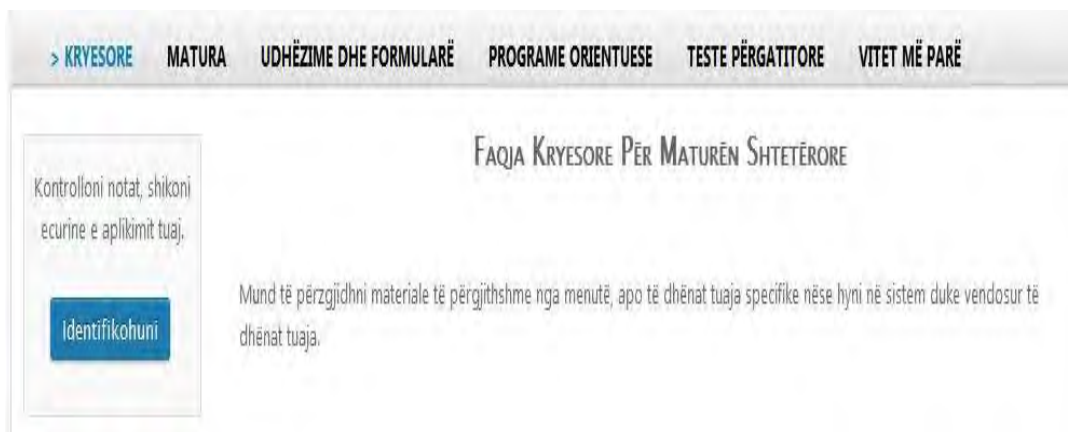 > KRYESORE MATURA UDHËZIME DHE FORMULARË PROGRAME ORIENTUESE TESTE PËRGATITORE VITET MË PARË
Faqja Kryesore Për Maturën Shtetërore
Kontrolloni notat, shikoni
ecurine e aplikimit tuaj.
Identifikohuni
Mund të përzgjidhni materiale të përgjithshme nga menutë, apo të dhënat tuaja specifike nëse hyni në sistem duke vendosur të
dhënat tuaja.